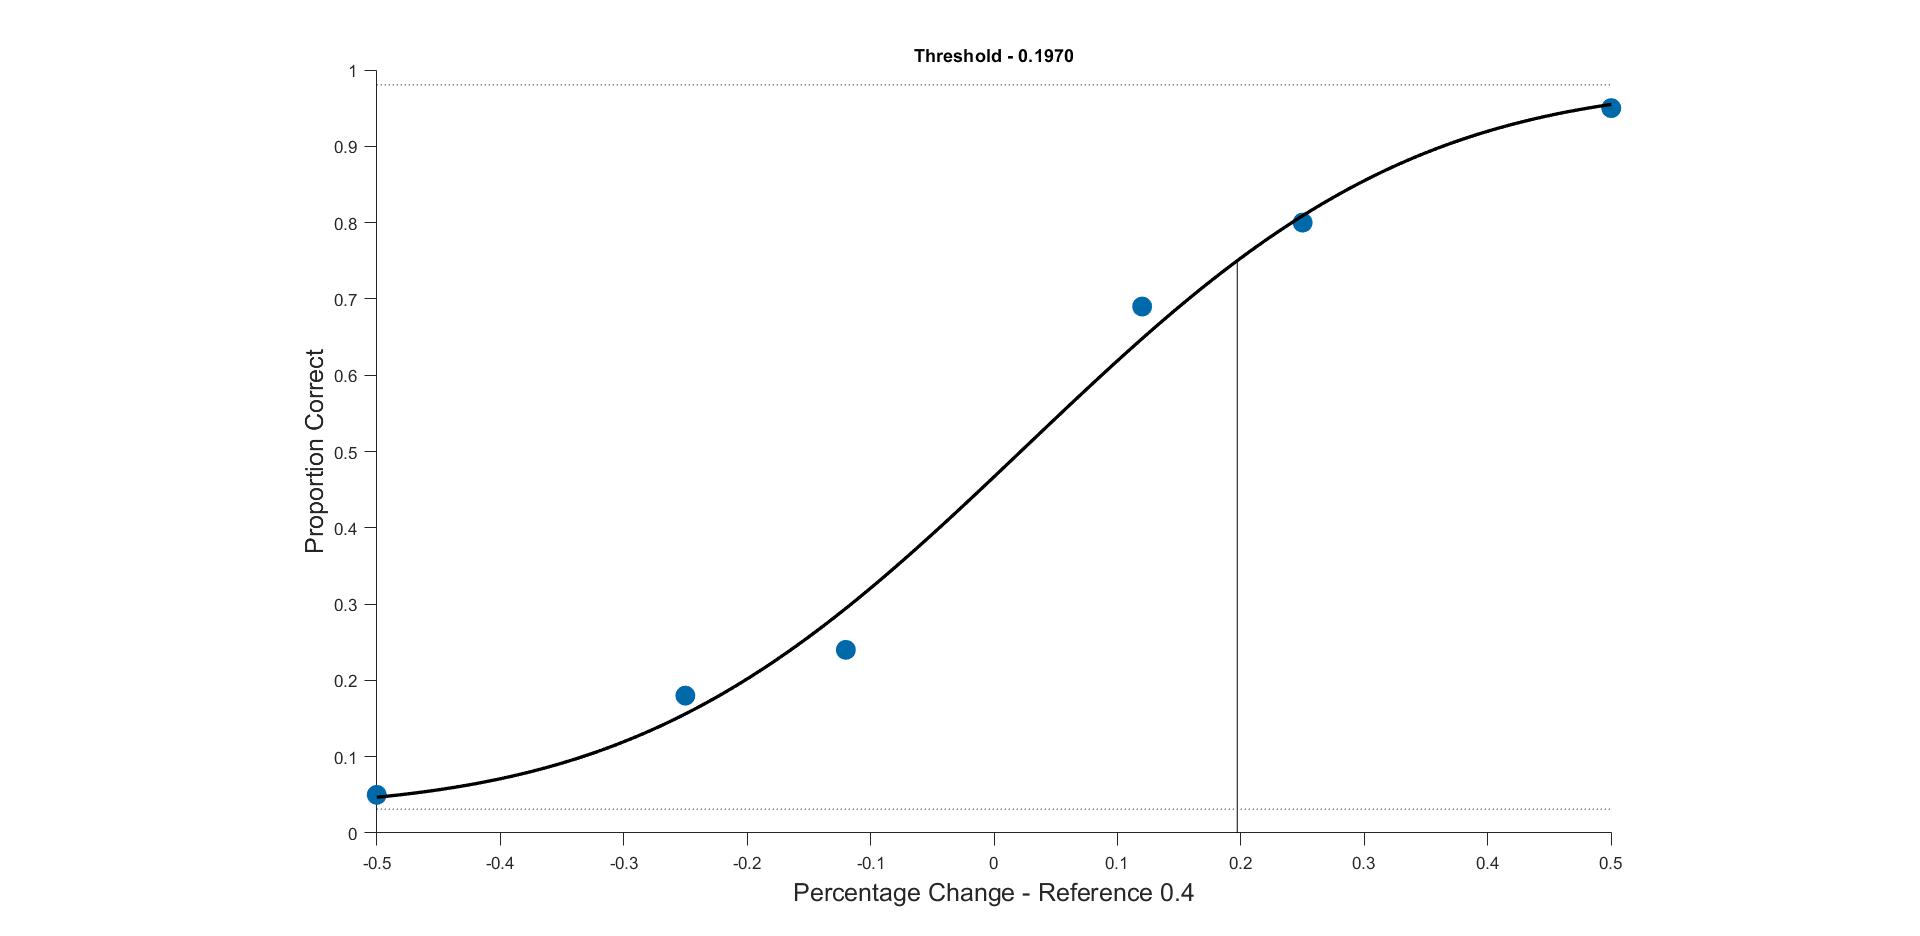 Threshold - 0.1970
1
0.9
0.8
0.7
0.6
0.5
0.4
0.3
0.2
0.1
0
Proportion Correct
-0.5 -0.4 -0.3 -0.2 -0.1 0 0.1 0.2 0.3 0.4 0.5
Percentage Change - Reference 0.4